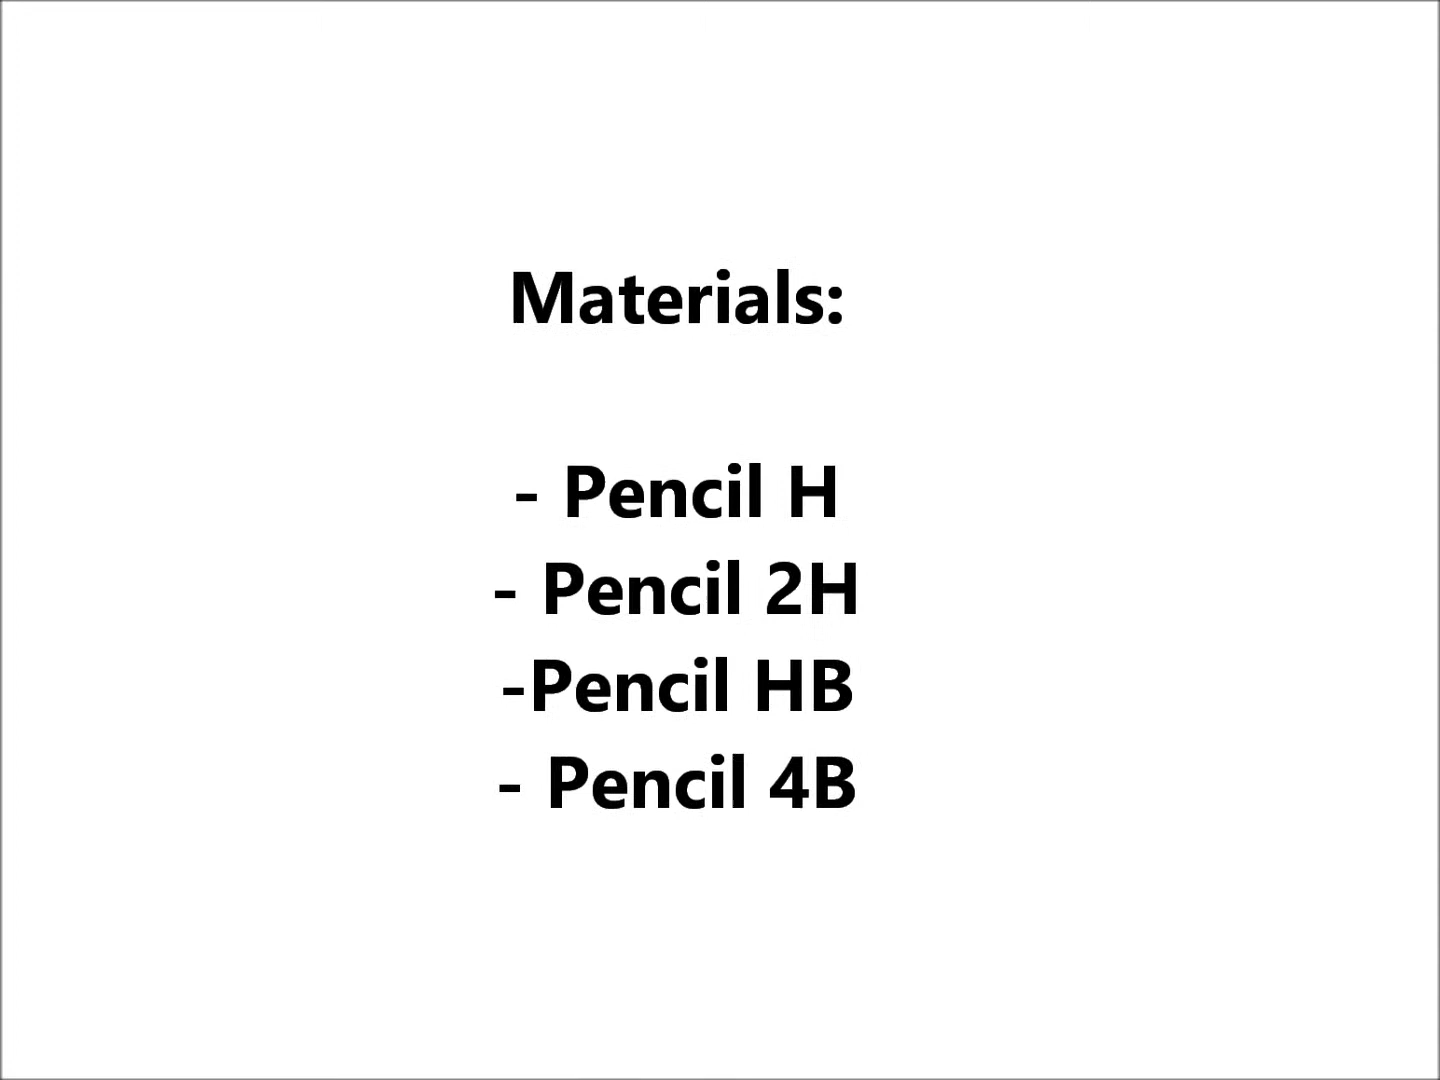 Materials:
- Pencil H
- Pencil 2H
-Pencil HB
- Pencil 4B